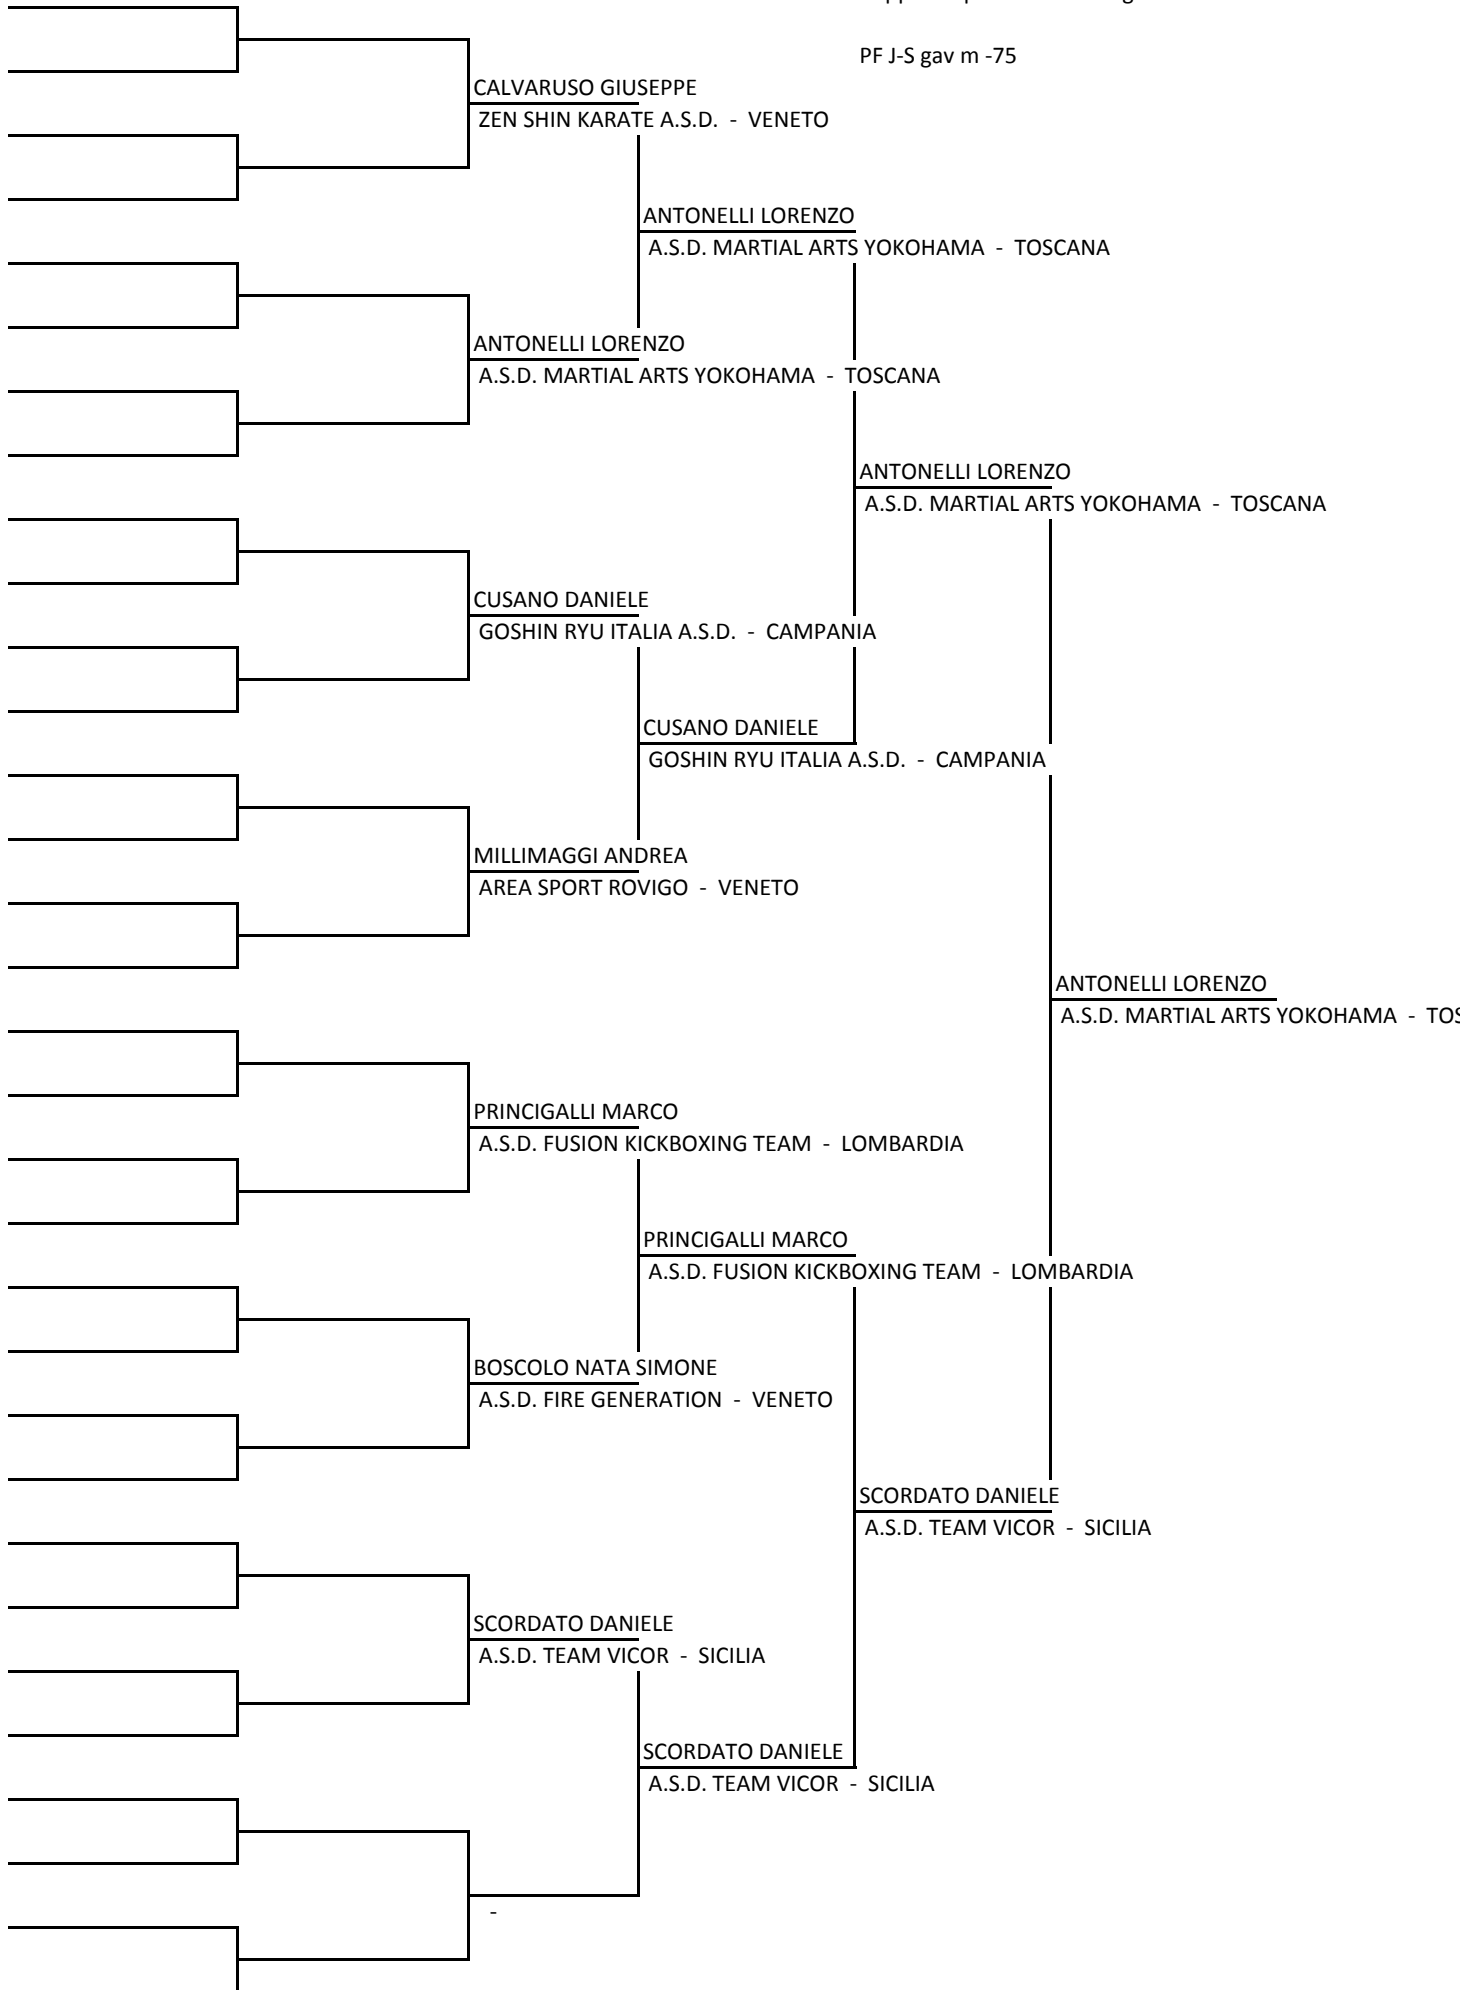 PF J-S gav m -75
CALVARUSO GIUSEPPE
ZEN SHIN KARATE A.S.D. - VENETO
ANTONELLI LORENZO
A.S.D. MARTIAL ARTS YOKOHAMA - TOSCANA
ANTONELLI LORENZO
A.S.D. MARTIAL ARTS YOKOHAMA - TOSCANA
ANTONELLI LORENZO
A.S.D. MARTIAL ARTS YOKOHAMA - TOSCANA
CUSANO DANIELE
GOSHIN RYU ITALIA A.S.D. - CAMPANIA
CUSANO DANIELE
GOSHIN RYU ITALIA A.S.D. - CAMPANIA
MILLIMAGGI ANDREA
AREA SPORT ROVIGO - VENETO
ANTONELLI LORENZO
A.S.D. MARTIAL ARTS YOKOHAMA - TOS
PRINCIGALLI MARCO
A.S.D. FUSION KICKBOXING TEAM - LOMBARDIA
PRINCIGALLI MARCO
A.S.D. FUSION KICKBOXING TEAM - LOMBARDIA
BOSCOLO NATA SIMONE
A.S.D. FIRE GENERATION - VENETO
SCORDATO DANIELE
A.S.D. TEAM VICOR - SICILIA
SCORDATO DANIELE
A.S.D. TEAM VICOR - SICILIA
SCORDATO DANIELE
A.S.D. TEAM VICOR - SICILIA
-